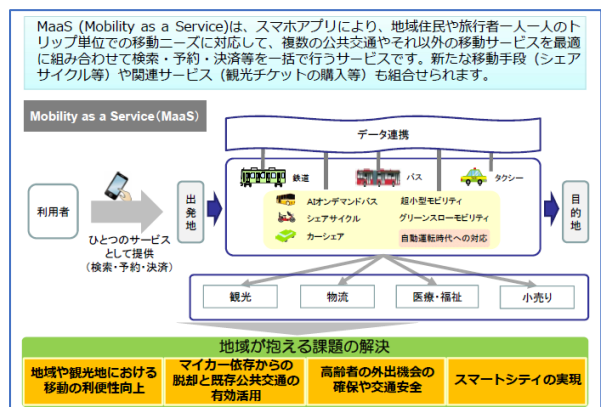 MaaS (Mobility as a Service)は、スマホアプリにより、地域住民や旅行者一人一人のト
リップ単位での移動ニーズに対応して、複数の公共交通やそれ以外の移動サービスを最適
に組み合わせて検索・予約・決済等を一括で行うサービスです。新たな移動手段（シェア
サイクル等）や関連サービス（観光チケットの購入等）も組合せられます。
Mobility as a Service(MaaS)
データ連携
鉄道
バス
タクシー
利用者
ひとつのサービス
として提供
（検索・予約・決済）
出発地
AIオンデマンドバス
超小型モビリティ
シェアサイクル
グリーンスローモビリティ
カーシェア
自動運転時代への対応
目的地
観光
物流
医療・福祉
小売り
地域が抱える課題の解決
地域や観光地における
移動の利便性向上
マイカー依存からの
脱却と既存公共交通の
有効活用
高齢者の外出機会の
確保や交通安全
スマートシティの実現